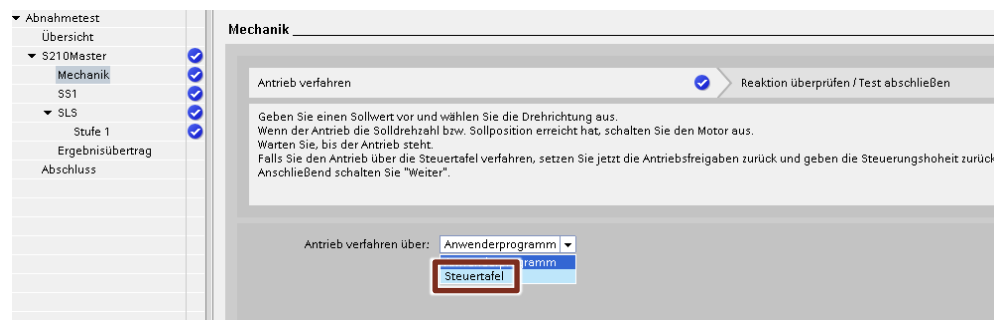 Abnahmetest
Übersicht
S210Master
Mechanik
SS1
SLS
Stufe 1
Ergebnisübertrag
Abschluss
Mechanik
Antrieb verfahren
Reaktion überprüfen / Test abschließen
Geben Sie einen Sollwert vor und wählen Sie die Drehrichtung aus.
Wenn der Antrieb die Solldrehzahl bzw. Sollposition erreicht hat, schalten Sie den Motor aus.
Warten Sie, bis der Antrieb steht.
Falls Sie den Antrieb über die Steuertafel verfahren, setzen Sie jetzt die Antriebsfreigaben zurück und geben die Steuerungshoheit zurück
Anschließend schalten Sie "Weiter".
Antrieb verfahren über: Anwenderprogramm
Steuertafel